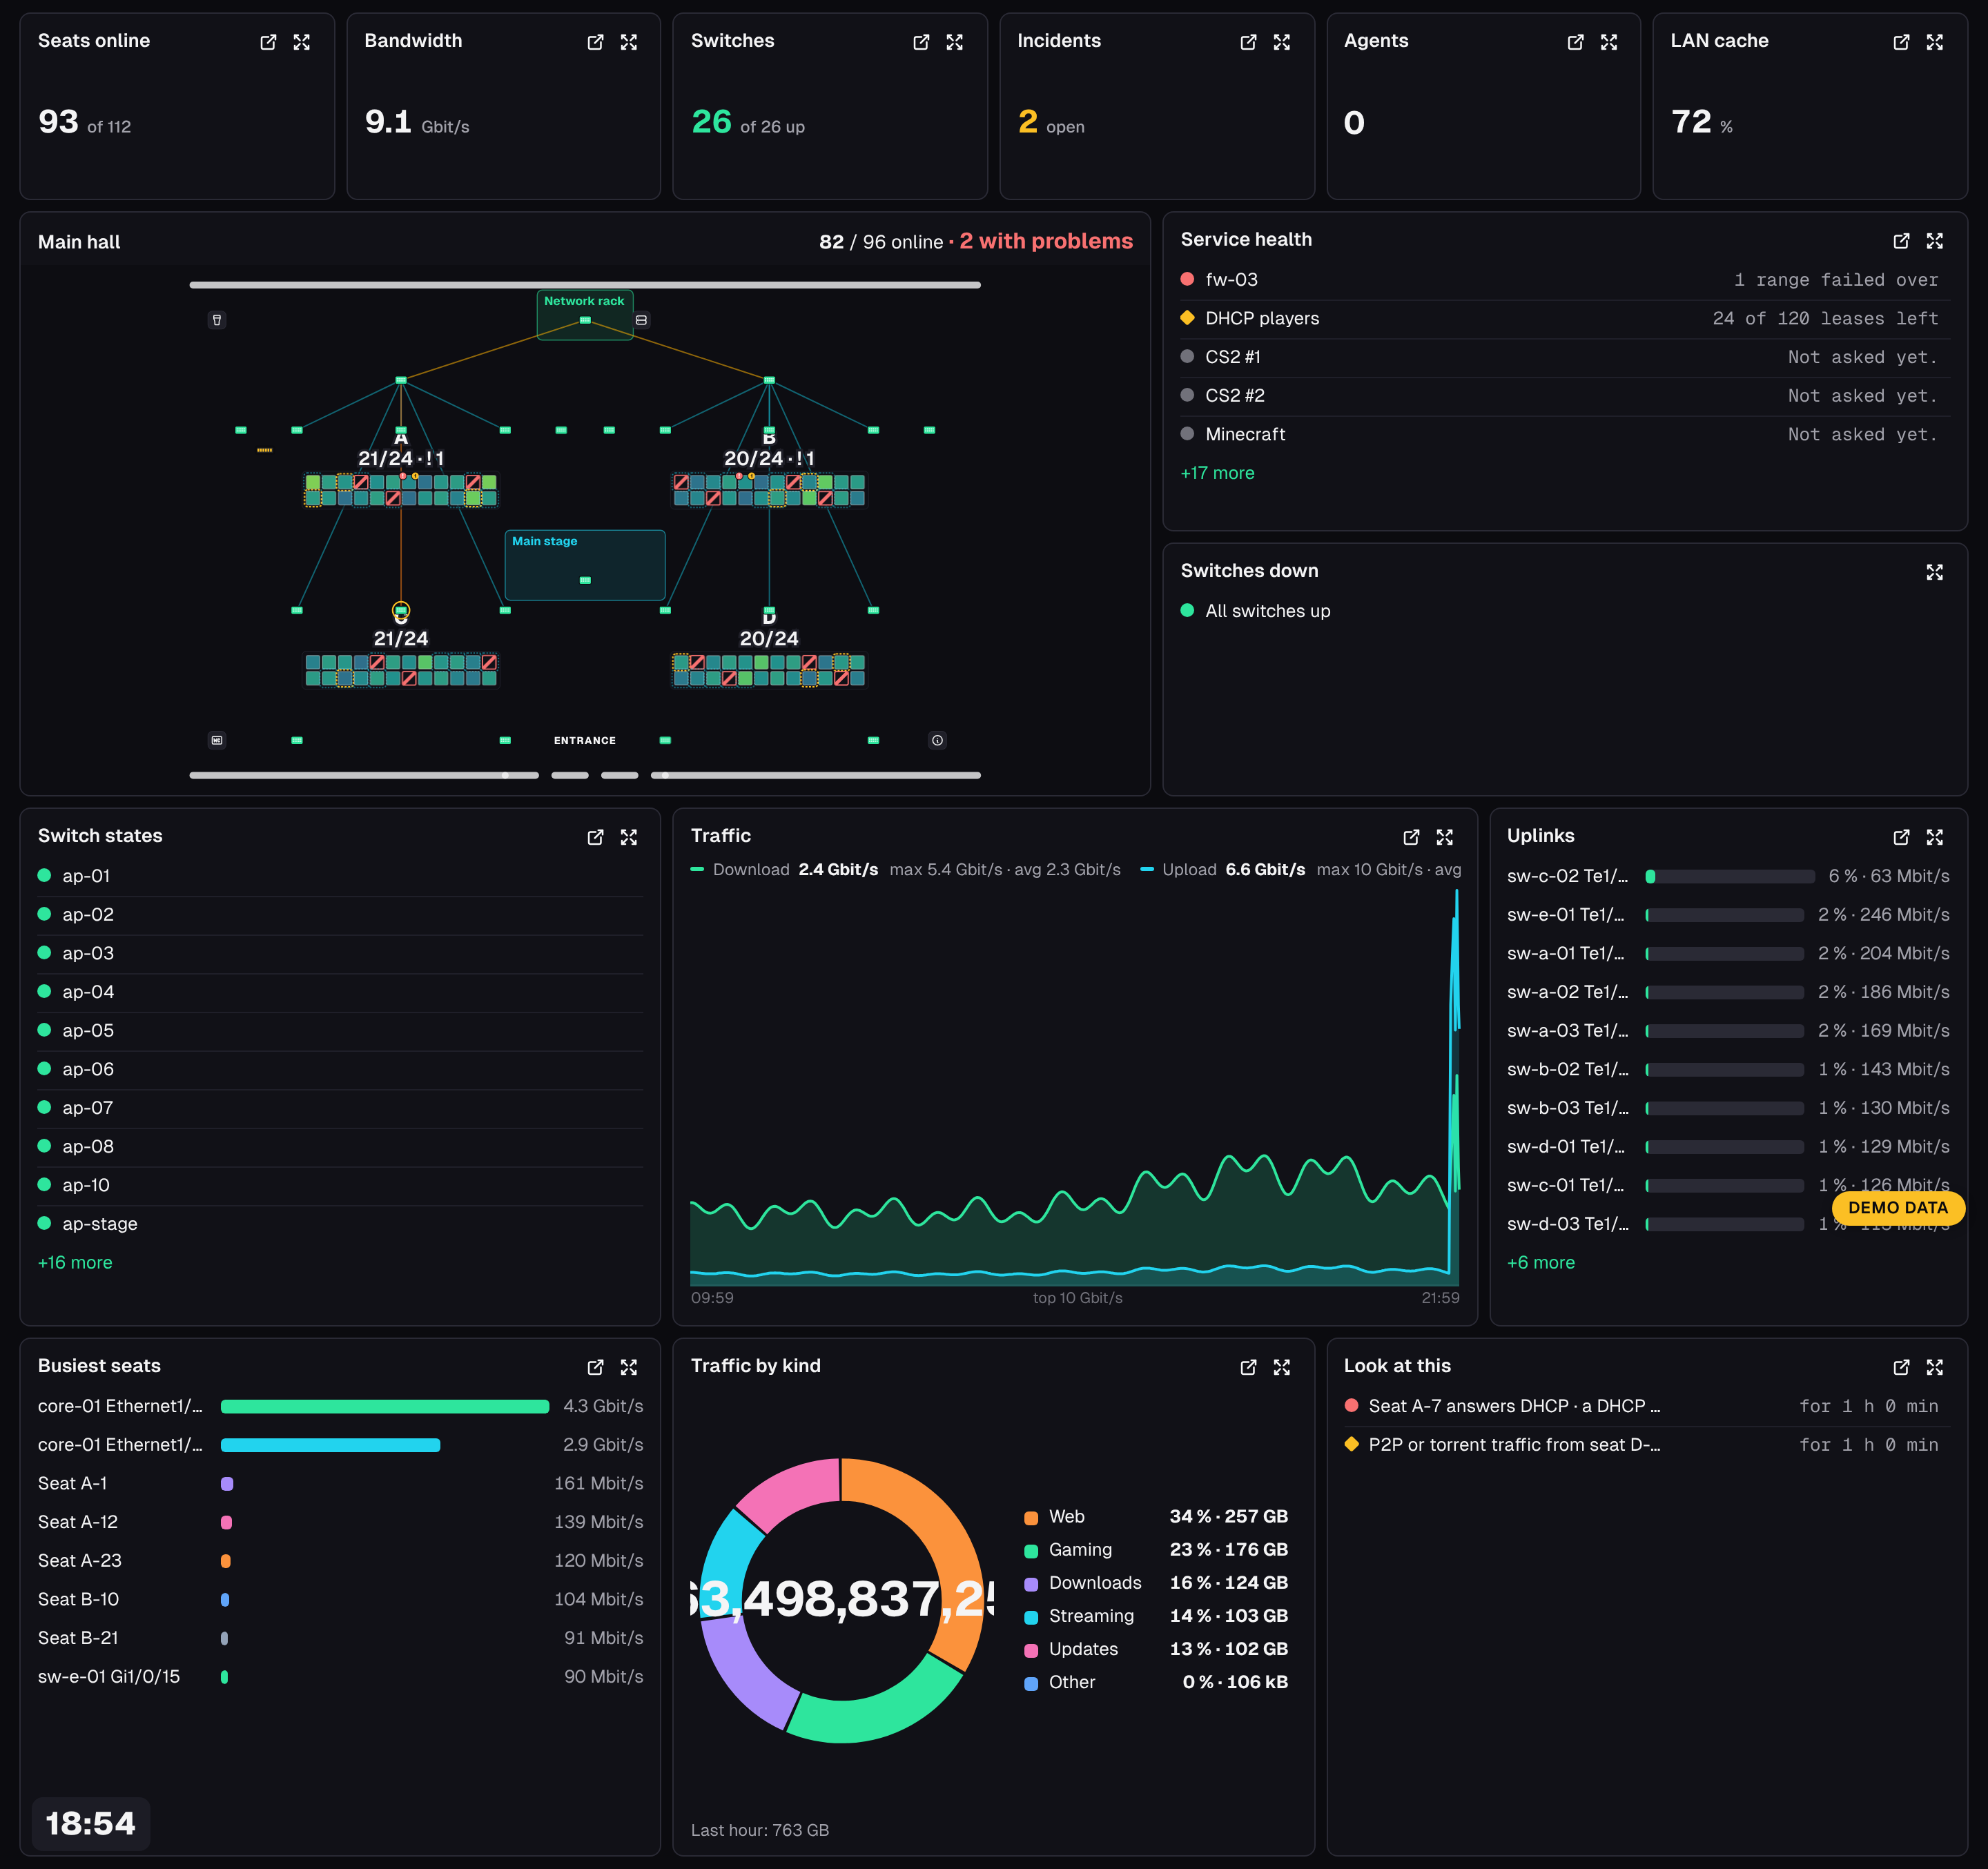 Seats online
93 of 112
Bandwidth
9.1 Gbit/s
Switches
26 of 26 up
Incidents
2 open
Agents
0
LAN cache
72 %
Main hall
82 / 96 online · 2 with problems
Network rack
A
21/24 · !1
B
20/24 · !1
Main stage
21/24
D
20/24
WC
ENTRANCE
Service health
fw-03 1 range failed over
DHCP players 24 of 120 leases left
CS2 #1 Not asked yet.
CS2 #2 Not asked yet.
Minecraft Not asked yet.
+17 more
Switches down
All switches up
Switch states
ap-01
ap-02
ap-03
ap-04
ap-05
ap-06
ap-07
ap-08
ap-10
ap-stage
+16 more
Traffic
Download 2.4 Gbit/s max 5.4 Gbit/s · avg 2.3 Gbit/s Upload 6.6 Gbit/s max 10 Gbit/s · avg
09:59 top 10 Gbit/s 21:59
Uplinks
sw-c-02 Te1/... 6 % · 63 Mbit/s
sw-e-01 Te1/... 2 % · 246 Mbit/s
sw-a-01 Te1/... 2 % · 204 Mbit/s
sw-a-02 Te1/... 2 % · 186 Mbit/s
sw-a-03 Te1/... 2 % · 169 Mbit/s
sw-b-02 Te1/... 1 % · 143 Mbit/s
sw-b-03 Te1/... 1 % · 130 Mbit/s
sw-d-01 Te1/... 1 % · 129 Mbit/s
sw-c-01 Te1/... 1 % · 126 Mbit/s
DEMO DATA
sw-d-03 Te1/... 1 %
+6 more
Busiest seats
core-01 Ethernet1/... 4.3 Gbit/s
core-01 Ethernet1/... 2.9 Gbit/s
Seat A-1 161 Mbit/s
Seat A-12 139 Mbit/s
Seat A-23 120 Mbit/s
Seat B-10 104 Mbit/s
Seat B-21 91 Mbit/s
sw-e-01 Gi1/0/15 90 Mbit/s
18:54
Traffic by kind
63,498,837,25
Web 34 % · 257 GB
Gaming 23 % · 176 GB
Downloads 16 % · 124 GB
Streaming 14 % · 103 GB
Updates 13 % · 102 GB
Other 0 % · 106 kB
Last hour: 763 GB
Look at this
Seat A-7 answers DHCP · a DHCP ... for 1 h 0 min
P2P or torrent traffic from seat D-... for 1 h 0 min